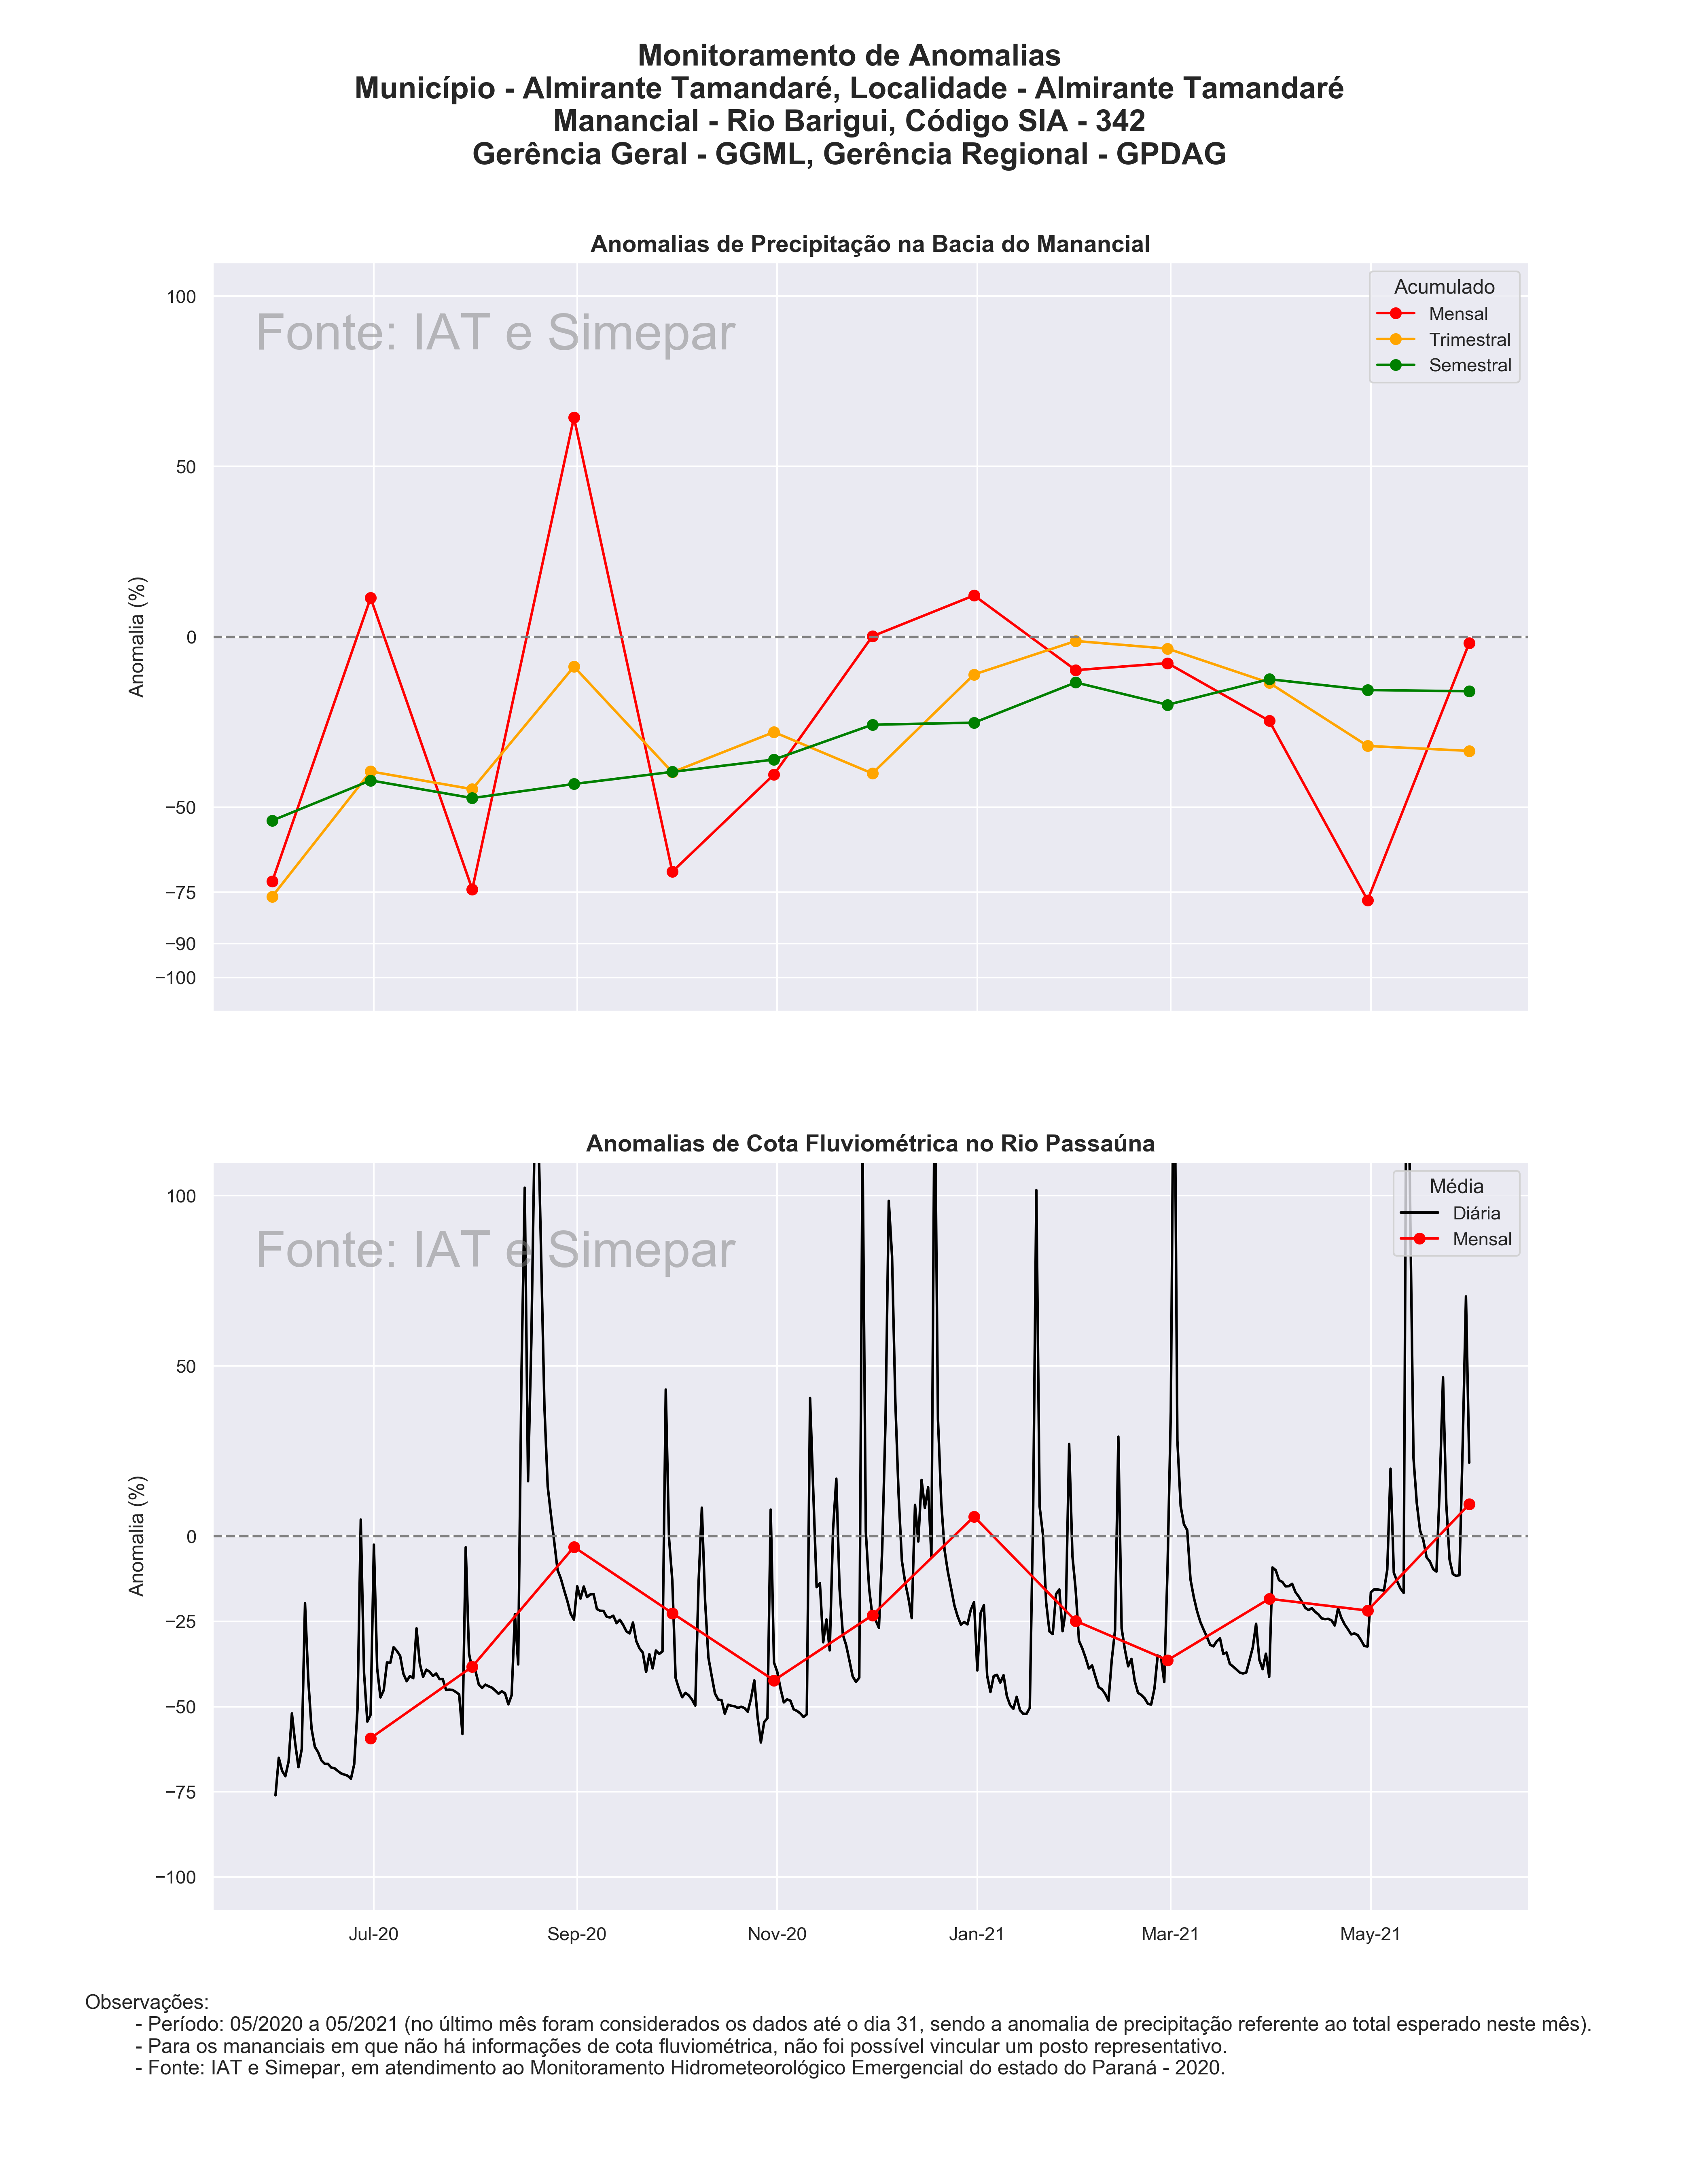 Monitoramento de Anomalias
Município - Almirante Tamandaré, Localidade - Almirante Tamandaré
Manancial - Rio Barigui, Código SIA - 342
Gerência Geral - GGML, Gerência Regional - GPDAG
Anomalias de Precipitação na Bacia do Manancial
Fonte: IAT e Simepar
Acumulado
Mensal
Trimestral
Semestral
Anomalia (%)
100
50
0
−50
−75
−90
−100
Anomalias de Cota Fluviométrica no Rio Passaúna
Fonte: IAT e Simepar
Média
Diária
Mensal
Anomalia (%)
100
50
0
−25
−50
−75
−100
Jul-20 Sep-20 Nov-20 Jan-21 Mar-21 May-21
Observações:
- Período: 05/2020 a 05/2021 (no último mês foram considerados os dados até o dia 31, sendo a anomalia de precipitação referente ao total esperado neste mês).
- Para os mananciais em que não há informações de cota fluviométrica, não foi possível vincular um posto representativo.
- Fonte: IAT e Simepar, em atendimento ao Monitoramento Hidrometeorológico Emergencial do estado do Paraná - 2020.